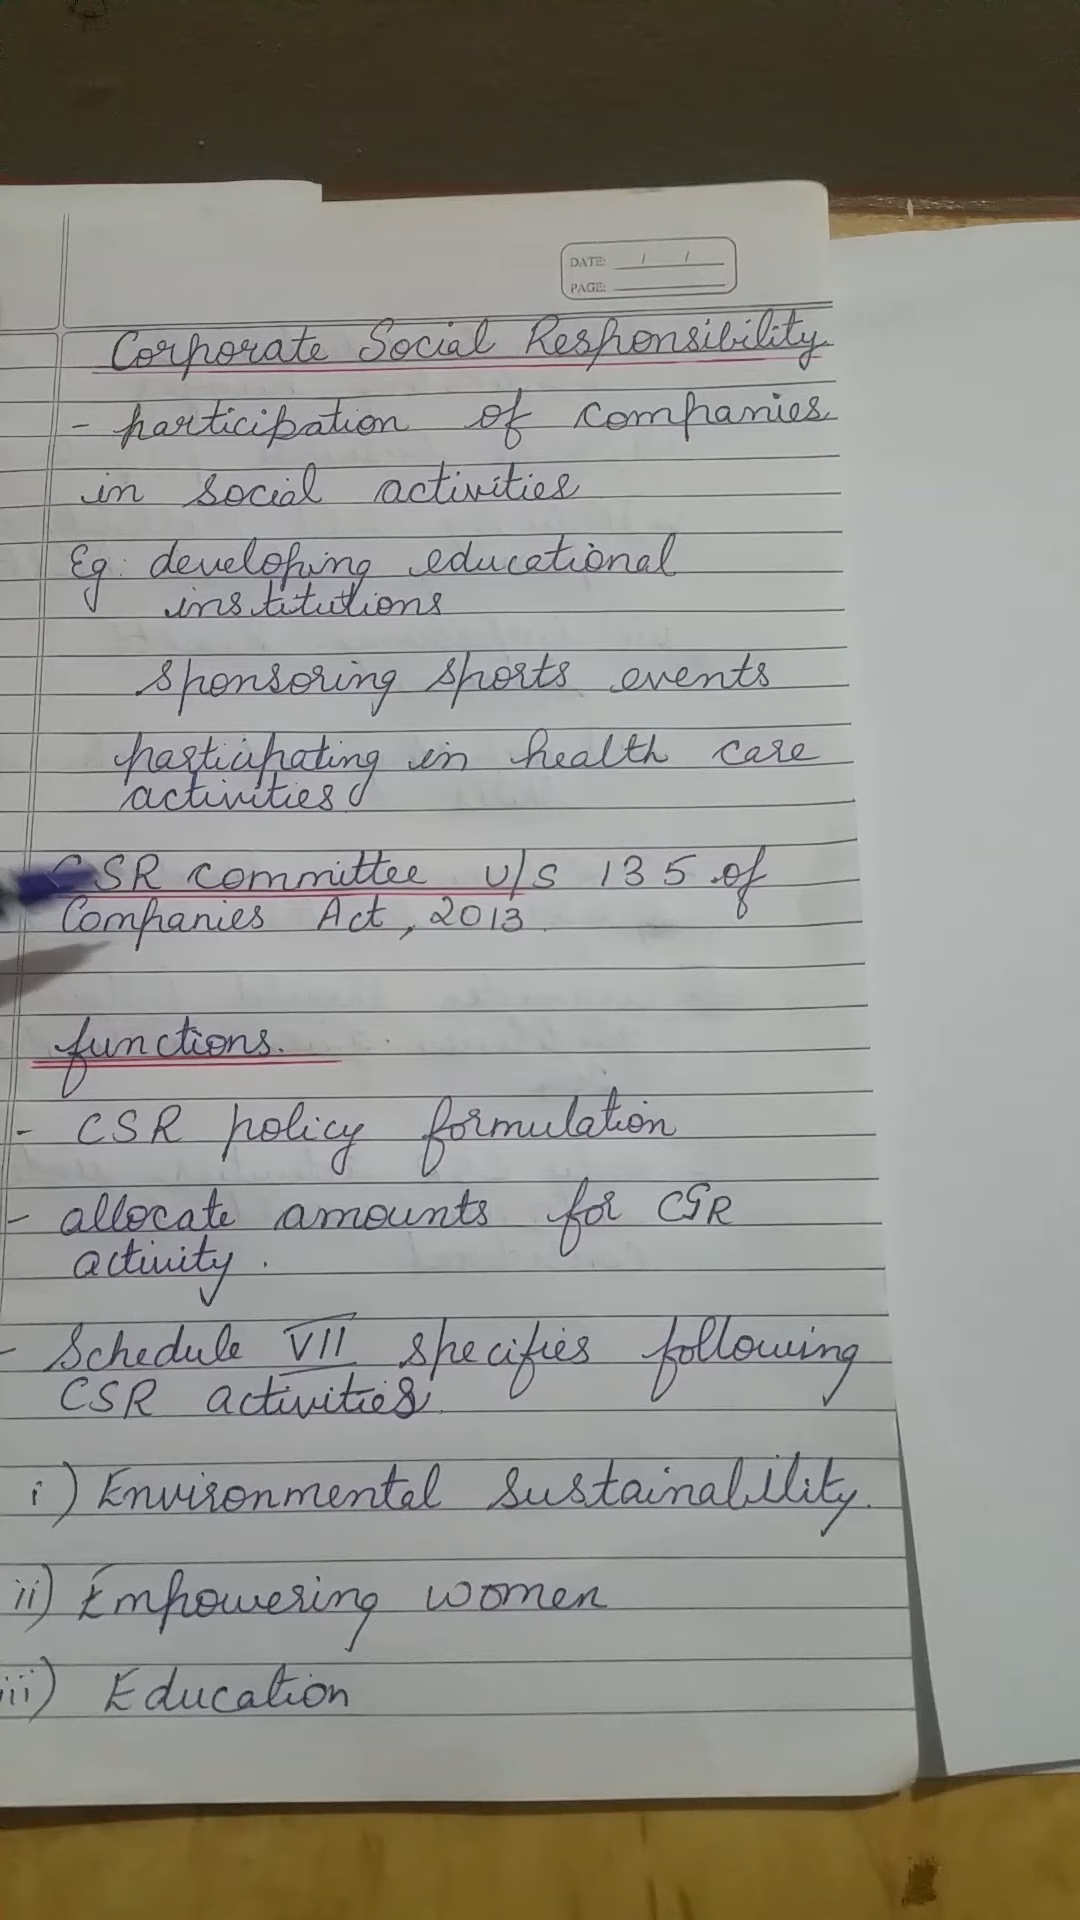 DATE: / /
PAGE:
Corporate Social Responsibility
- participation of companies
in social activities
Eg: developing educational
institutions
sponsoring sports events
participating in health care
activities
CSR committee u/s 135 of
Companies Act, 2013.
functions.
- CSR policy formulation
- allocate amounts for CSR
activity.
- Schedule VII specifies following
CSR activities
i) Environmental Sustainability.
ii) Empowering women
iii) Education